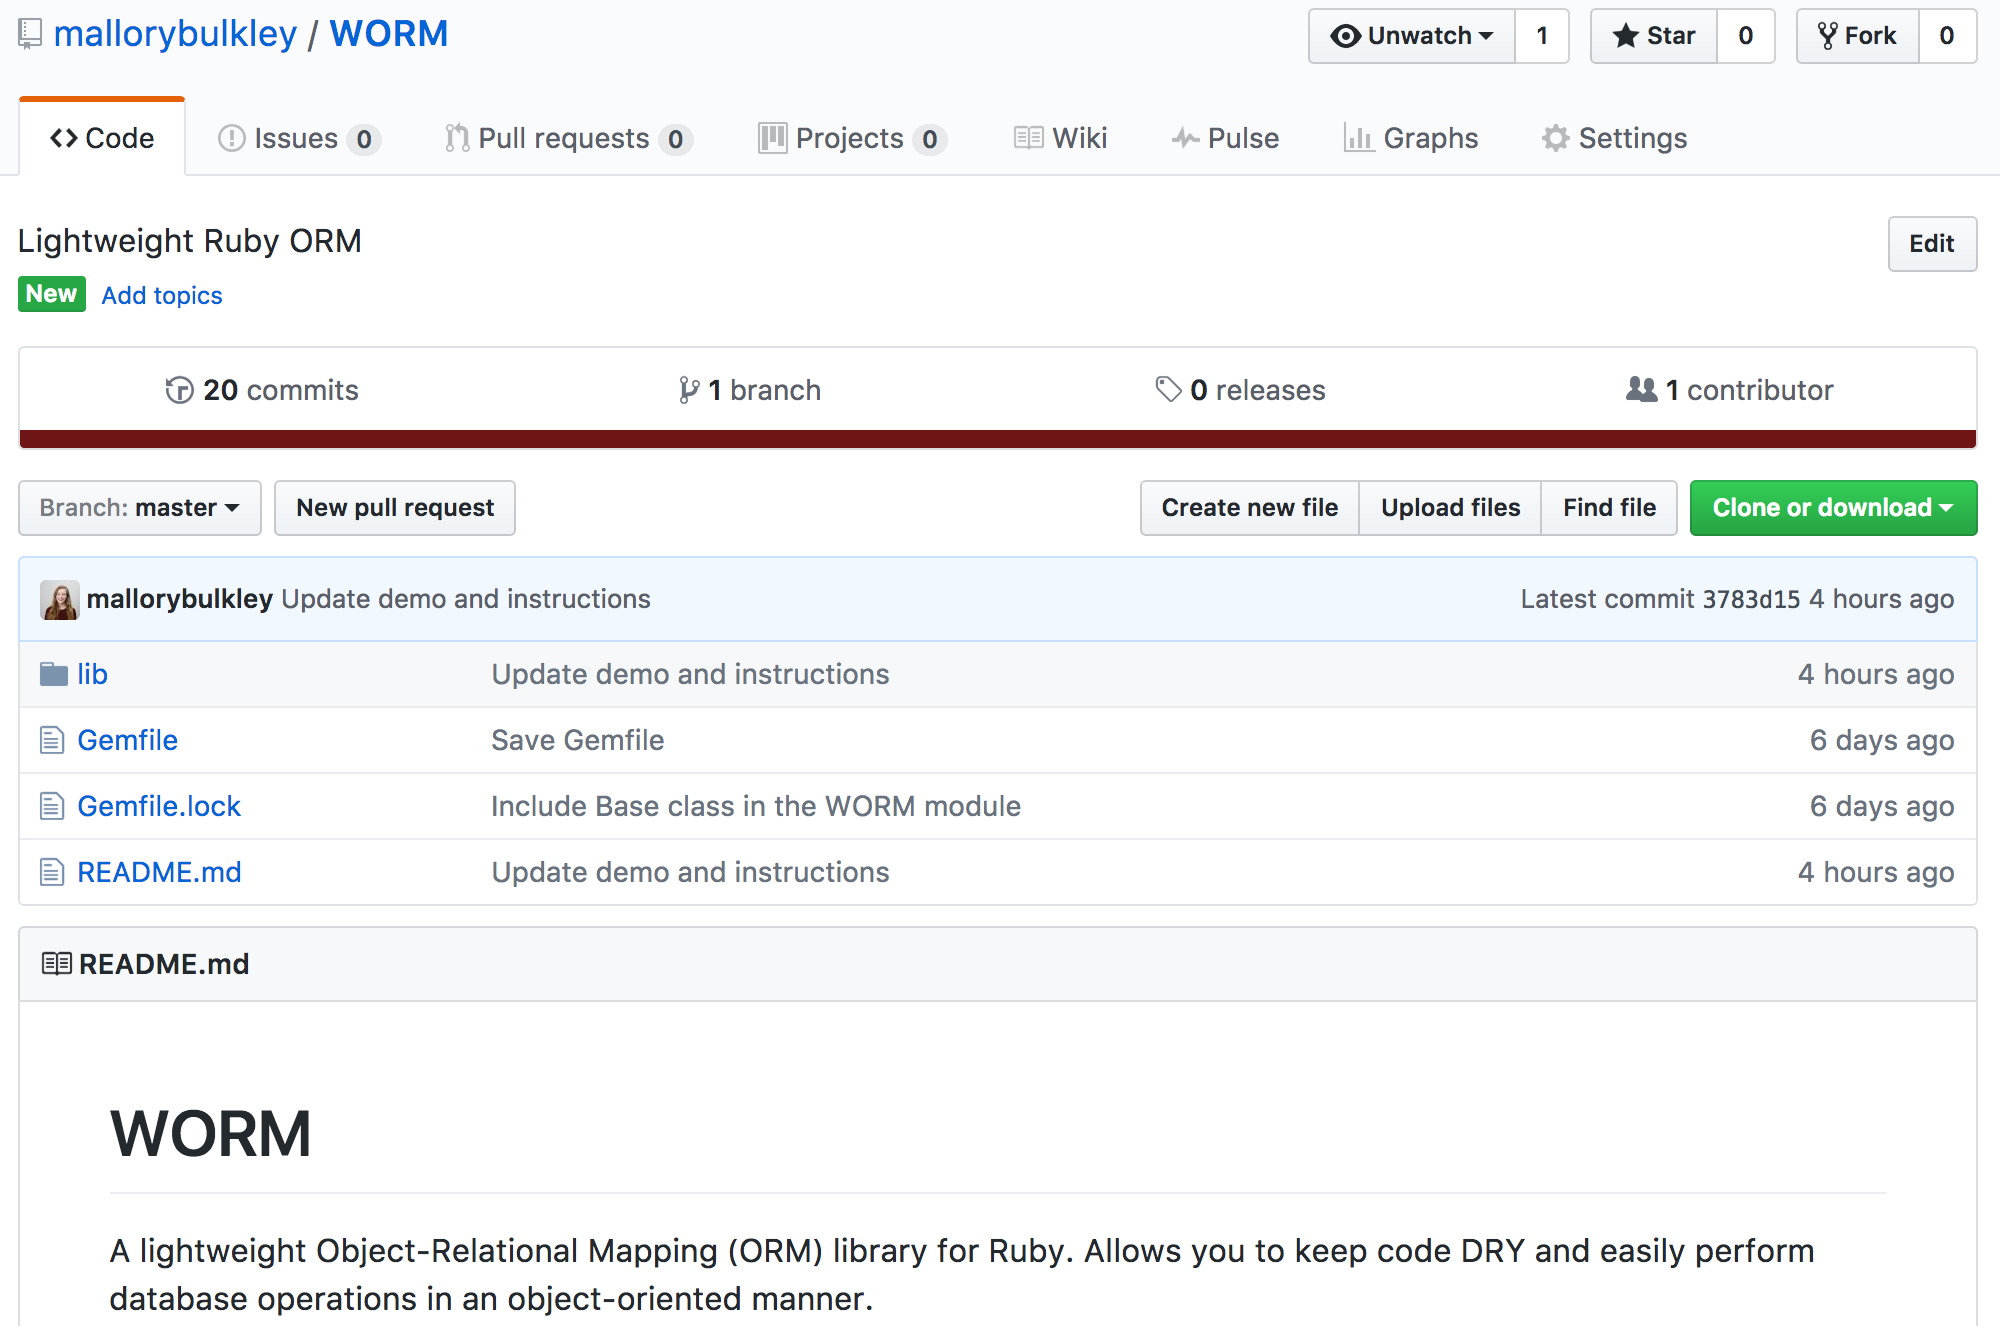 mallorybulkley / WORM Unwatch 1 Star 0 Fork 0
Code Issues 0 Pull requests 0 Projects 0 Wiki Pulse Graphs Settings
Lightweight Ruby ORM Edit
New Add topics
20 commits 1 branch 0 releases 1 contributor
Branch: master New pull request Create new file Upload files Find file Clone or download
mallorybulkley Update demo and instructions Latest commit 3783d15 4 hours ago
lib Update demo and instructions 4 hours ago
Gemfile Save Gemfile 6 days ago
Gemfile.lock Include Base class in the WORM module 6 days ago
README.md Update demo and instructions 4 hours ago
README.md
WORM
A lightweight Object-Relational Mapping (ORM) library for Ruby. Allows you to keep code DRY and easily perform
database operations in an object-oriented manner.